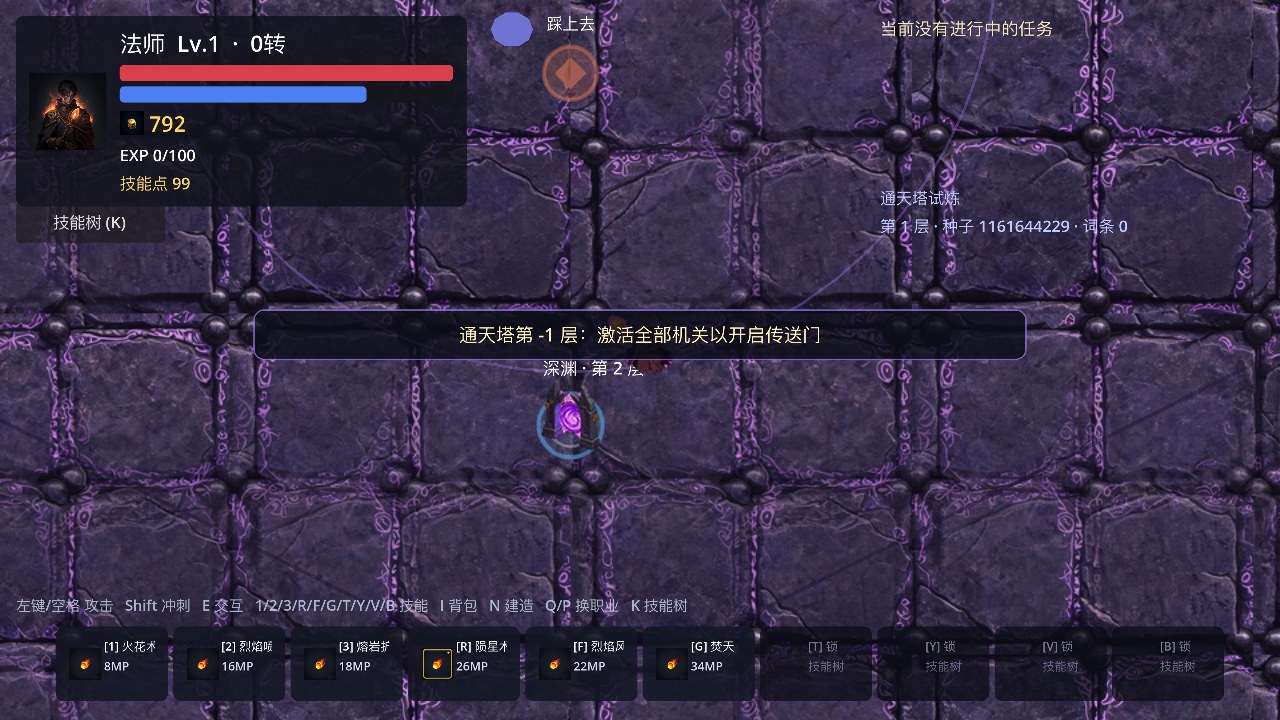 法师 Lv.1 · 0转
792
EXP 0/100
技能点 99
技能树 (K)
踩上去
当前没有进行中的任务
通天塔试炼
第 1 层 · 种子 1161644229 · 词条 0
通天塔第 -1 层：激活全部机关以开启传送门
深渊 · 第 2 层
左键/空格 攻击 Shift 冲刺 E 交互 1/2/3/R/F/G/T/Y/V/B 技能 I 背包 N 建造 Q/P 换职业 K 技能树
[1] 火花术
8MP
[2] 烈焰
16MP
[3] 熔岩
18MP
[R] 陨星术
26MP
[F] 烈焰风
22MP
[G] 焚天
34MP
[T] 锁
技能树
[Y] 锁
技能树
[V] 锁
技能树
[B] 锁
技能树